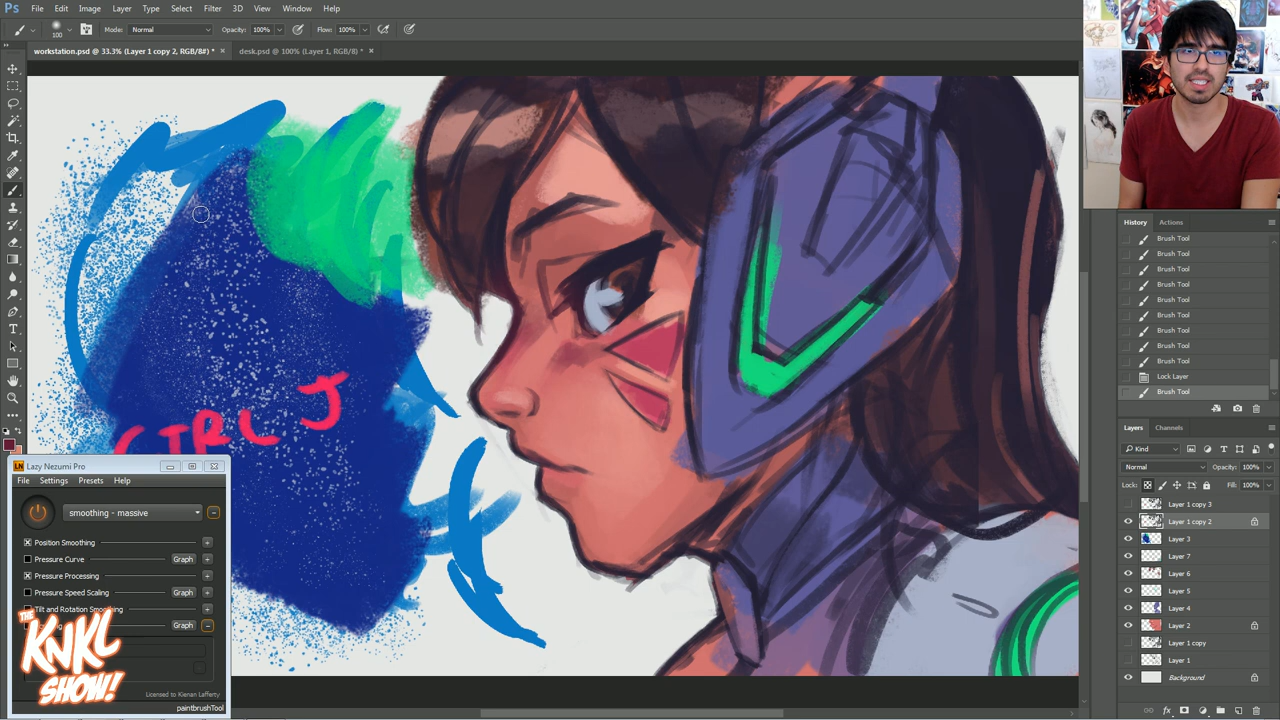 Ps File Edit Image Layer Type Select Filter 3D View Window Help
100 Mode: Normal Opacity: 100% Flow: 100%
workstation.psd @ 33.3% (Layer 1 copy 2, RGB/8#) * × desk.psd @ 100% (Layer 1, RGB/8) * ×
CTRL J
LN Lazy Nezumi Pro
File Settings Presets Help
smoothing - massive
Position Smoothing
Pressure Curve Graph
Pressure Processing
Pressure Speed Scaling Graph
Tilt and Rotation Smoothing
Graph
THE
KNKL
SHOW!
Licensed to Kienan Lafferty
paintbrushTool
History Actions
Brush Tool
Brush Tool
Brush Tool
Brush Tool
Brush Tool
Brush Tool
Brush Tool
Brush Tool
Brush Tool
Lock Layer
Brush Tool
Layers Channels
Kind
Normal Opacity: 100%
Lock: Fill: 100%
Layer 1 copy 3
Layer 1 copy 2
Layer 3
Layer 7
Layer 6
Layer 5
Layer 4
Layer 2
Layer 1 copy
Layer 1
Background
fx